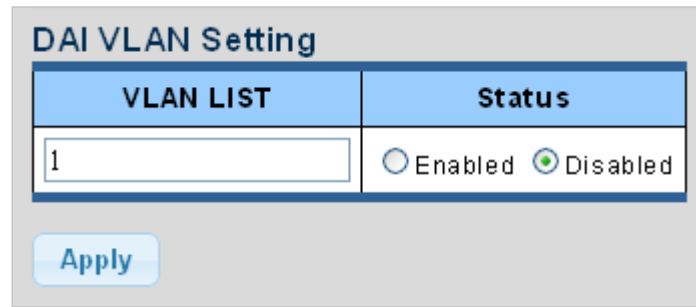 DAI VLAN Setting
VLAN LIST Status
1 Enabled Disabled
Apply